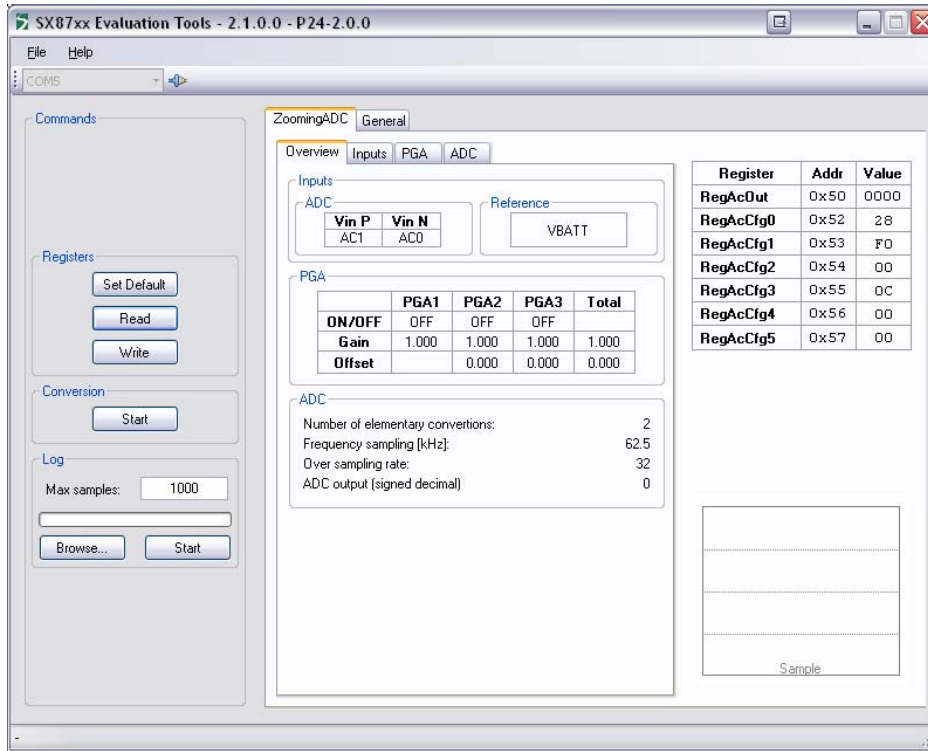 SX87xx Evaluation Tools - 2.1.0.0 - P24-2.0.0
File Help
COM5
Commands
Registers
Set Default
Read
Write
Conversion
Start
Log
Max samples: 1000
Browse... Start
ZoomingADC General
Overview Inputs PGA ADC
Inputs
ADC
Vin P Vin N
AC1 AC0
Reference
VBATT
PGA
PGA1 PGA2 PGA3 Total
ON/OFF OFF OFF OFF
Gain 1.000 1.000 1.000 1.000
Offset 0.000 0.000 0.000
ADC
Number of elementary convertions: 2
Frequency sampling [kHz]: 62.5
Over sampling rate: 32
ADC output (signed decimal) 0
Register Addr Value
RegAcOut 0x50 0000
RegAcCfg0 0x52 28
RegAcCfg1 0x53 F0
RegAcCfg2 0x54 00
RegAcCfg3 0x55 0C
RegAcCfg4 0x56 00
RegAcCfg5 0x57 00
Sample
-